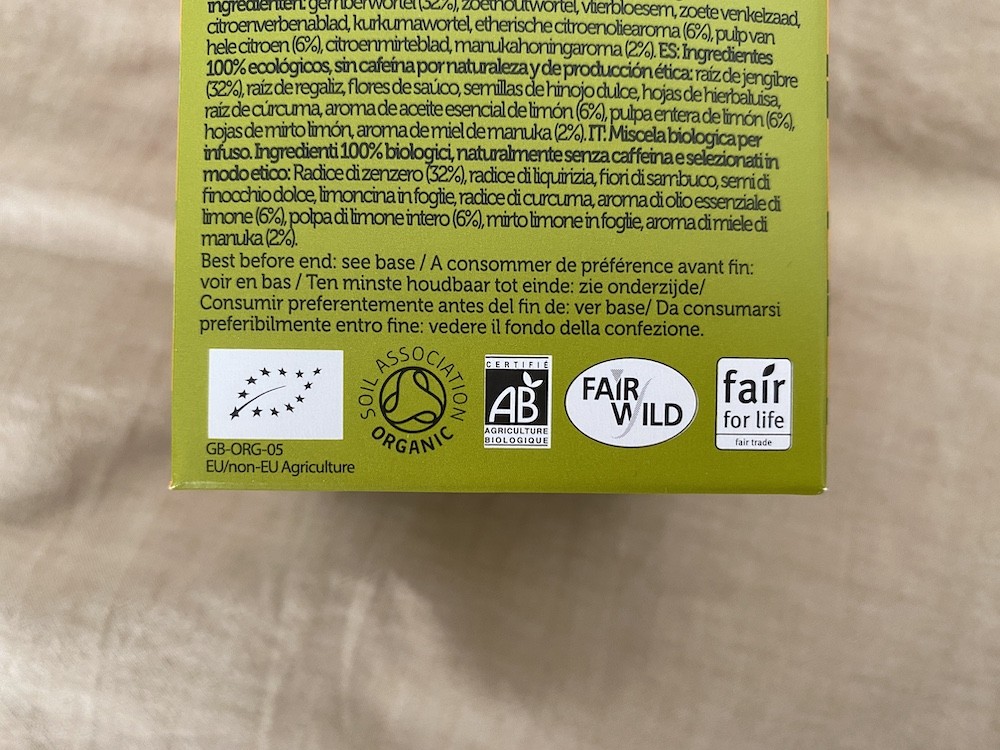 ingrediënten: gemberwortel (32%), zoethoutwortel, vlierbloesem, zoete venkelzaad,
citroenverbenablad, kurkumawortel, etherische citroenoliearoma (6%), pulp van
hele citroen (6%), citroenmirteblad, manukahoningaroma (2%). ES: Ingredientes
100% ecológicos, sin cafeína por naturaleza y de producción ética: raíz de jengibre
(32%), raíz de regaliz, flores de saúco, semillas de hinojo dulce, hojas de hierbaluisa,
raíz de cúrcuma, aroma de aceite esencial de limón (6%), pulpa entera de limón (6%),
hojas de mirto limón, aroma de miel de manuka (2%). IT: Miscela biologica per
infuso. Ingredienti 100% biologici, naturalmente senza caffeina e selezionati in
modo etico: Radice di zenzero (32%), radice di liquirizia, fiori di sambuco, semi di
finocchio dolce, limoncina in foglie, radice di curcuma, aroma di olio essenziale di
limone (6%), polpa di limone intero (6%), mirto limone in foglie, aroma di miele di
manuka (2%).
Best before end: see base / A consommer de préférence avant fin:
voir en bas / Ten minste houdbaar tot einde: zie onderzijde/
Consumir preferentemente antes del fin de: ver base/ Da consumarsi
preferibilmente entro fine: vedere il fondo della confezione.
GB-ORG-05
EU/non-EU Agriculture
SOIL ASSOCIATION
ORGANIC
CERTIFIÉ
AB
AGRICULTURE
BIOLOGIQUE
FAIR
WILD
fair
for life
fair trade